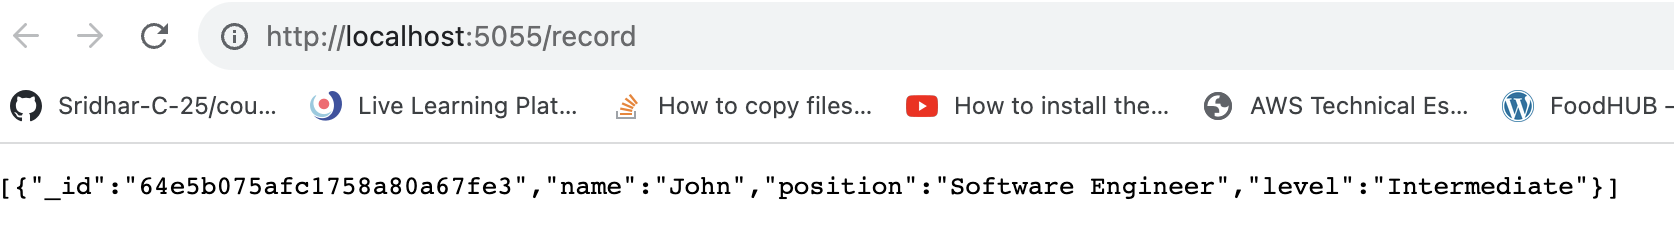 http://localhost:5055/record
Sridhar-C-25/cou... Live Learning Plat... How to copy files... How to install the... AWS Technical Es... FoodHUB –
[{"_id":"64e5b075afc1758a80a67fe3","name":"John","position":"Software Engineer","level":"Intermediate"}]